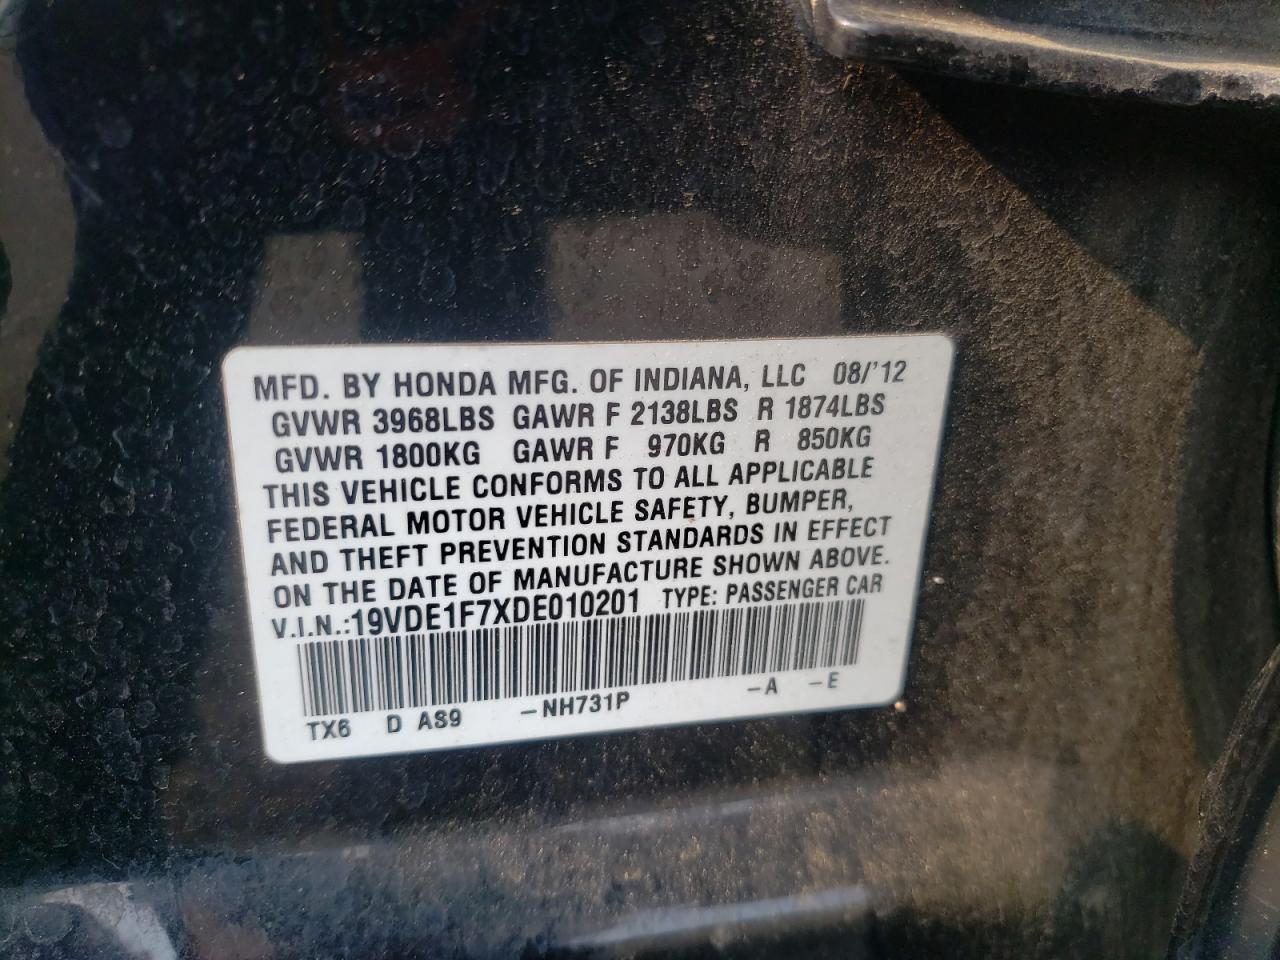 MFD. BY HONDA MFG. OF INDIANA, LLC 08/'12
GVWR 3968LBS GAWR F 2138LBS R 1874LBS
GVWR 1800KG GAWR F 970KG R 850KG
THIS VEHICLE CONFORMS TO ALL APPLICABLE
FEDERAL MOTOR VEHICLE SAFETY, BUMPER,
AND THEFT PREVENTION STANDARDS IN EFFECT
ON THE DATE OF MANUFACTURE SHOWN ABOVE.
V.I.N.:19VDE1F7XDE010201 TYPE: PASSENGER CAR
TX6 D AS9 -NH731P -A -E